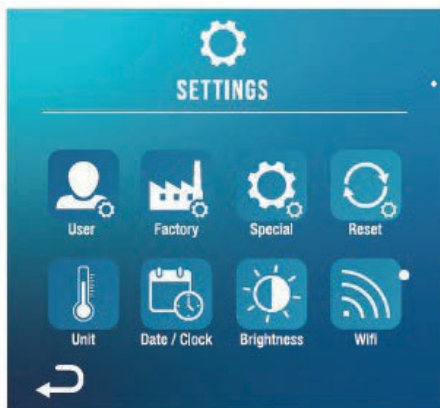 SETTINGS
User Factory Special Reset
Unit Date / Clock Brightness Wifi